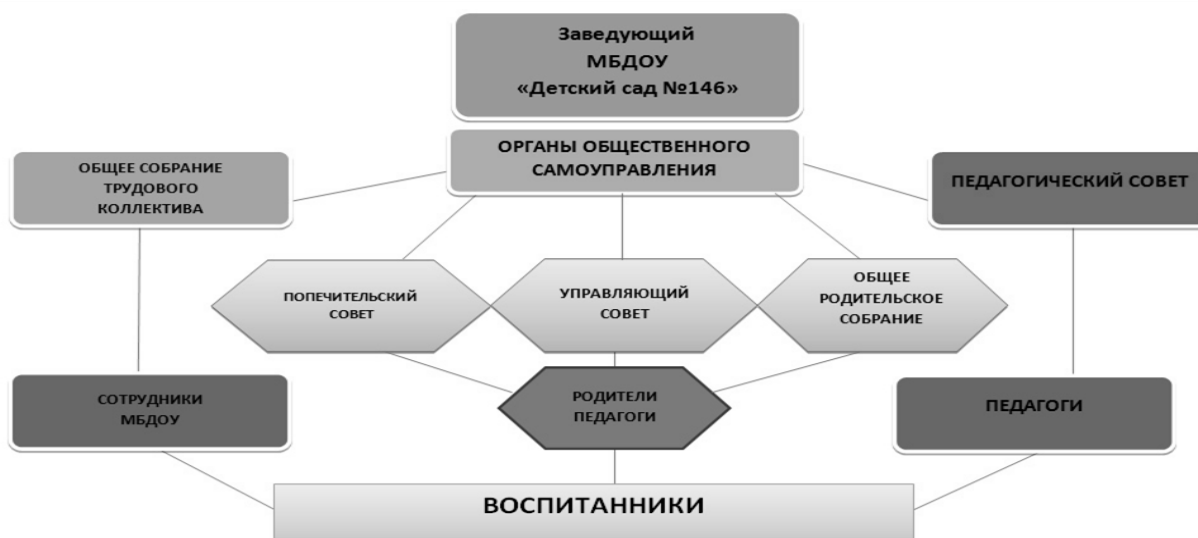 Заведующий
МБДОУ
«Детский сад №146»
ОРГАНЫ ОБЩЕСТВЕННОГО
САМОУПРАВЛЕНИЯ
ОБЩЕЕ СОБРАНИЕ
ТРУДОВОГО
КОЛЛЕКТИВА
ПЕДАГОГИЧЕСКИЙ СОВЕТ
ПОПЕЧИТЕЛЬСКИЙ
СОВЕТ
УПРАВЛЯЮЩИЙ
СОВЕТ
ОБЩЕЕ
РОДИТЕЛЬСКОЕ
СОБРАНИЕ
СОТРУДНИКИ
МБДОУ
РОДИТЕЛИ
ПЕДАГОГИ
ПЕДАГОГИ
ВОСПИТАННИКИ